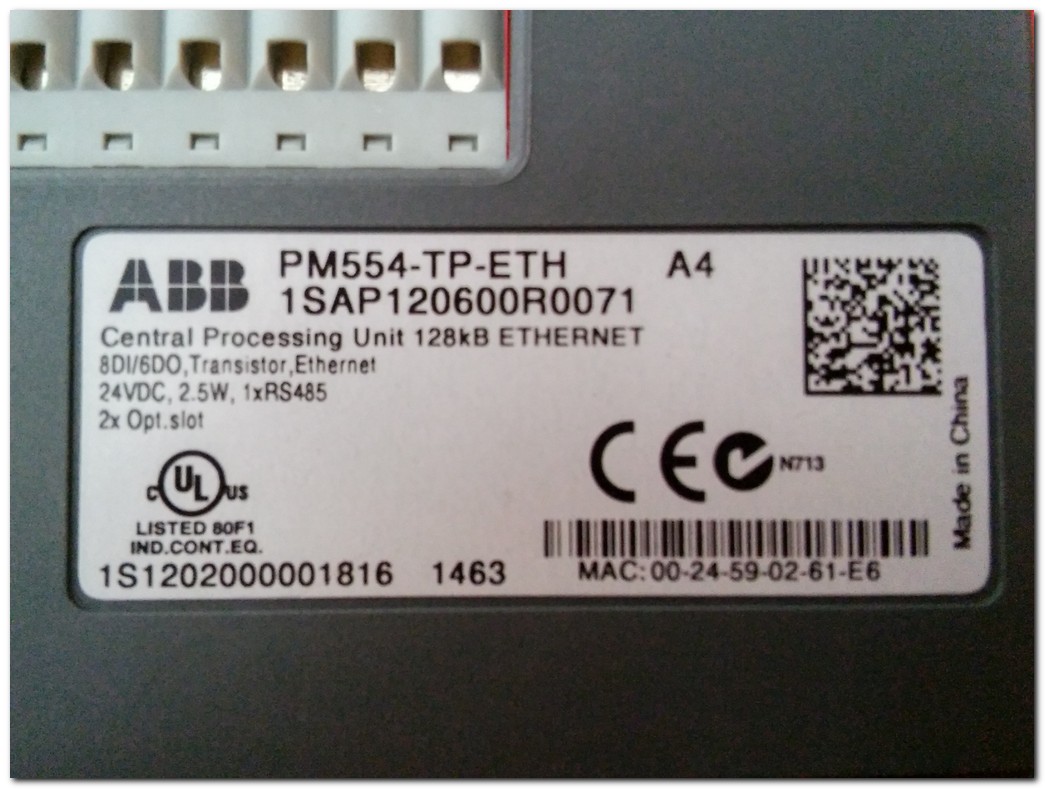 ABB
PM554-TP-ETH A4
1SAP120600R0071
Central Processing Unit 128kB ETHERNET
8DI/6DO,Transistor,Ethernet
24VDC, 2.5W, 1xRS485
2x Opt.slot
C UL US
LISTED 80F1
IND.CONT.EQ.
CE N713
Made in China
1S1202000001816 1463
MAC:00-24-59-02-61-E6